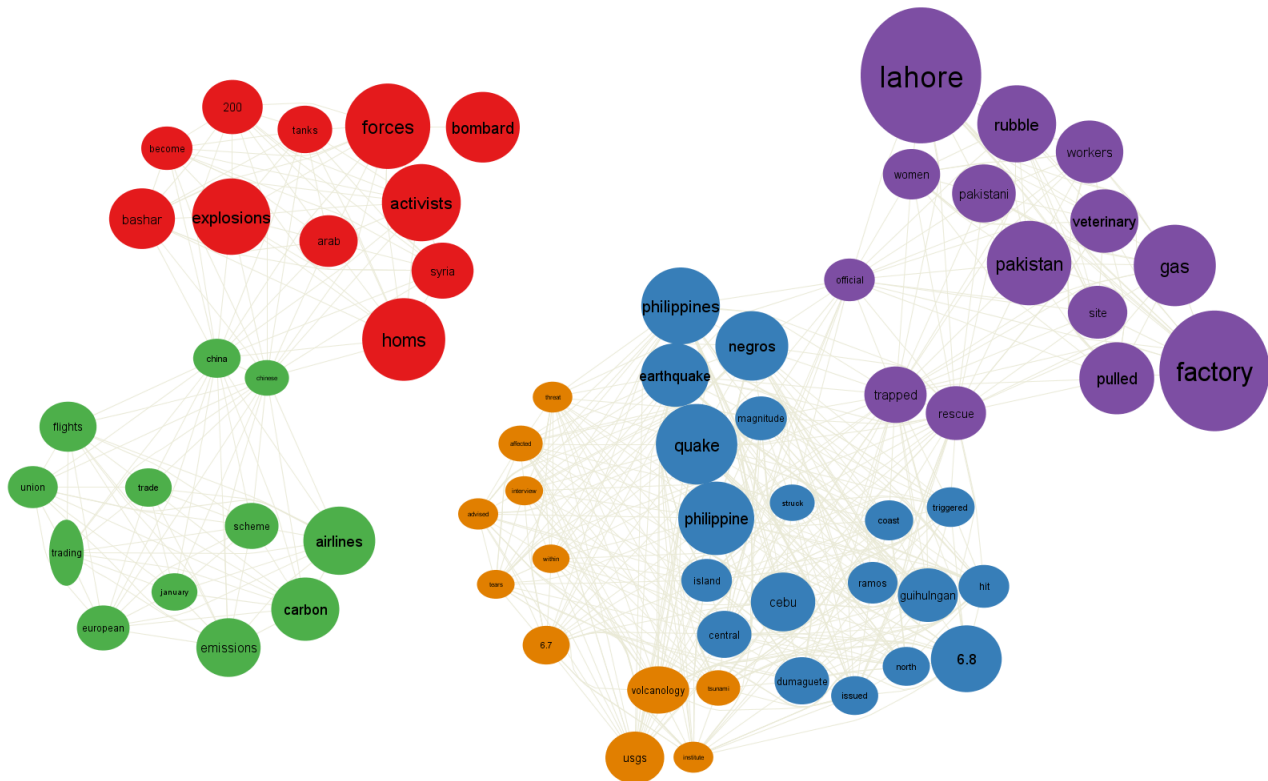 lahore
200
forces
rubble
tanks
bombard
become
workers
women
pakistani
bashar
explosions
activists
veterinary
arab
syria
pakistan
gas
official
philippines
site
homs
negros
china
chinese
earthquake
factory
pulled
threat
trapped
rescue
magnitude
flights
affected
quake
union
trade
interview
struck
advised
philippine
coast
triggered
scheme
airlines
trading
within
january
tears
island
ramos
guihulngan
hit
cebu
carbon
european
central
emissions
6.7
6.8
north
dumaguete
volcanology
tsunami
issued
usgs
institute